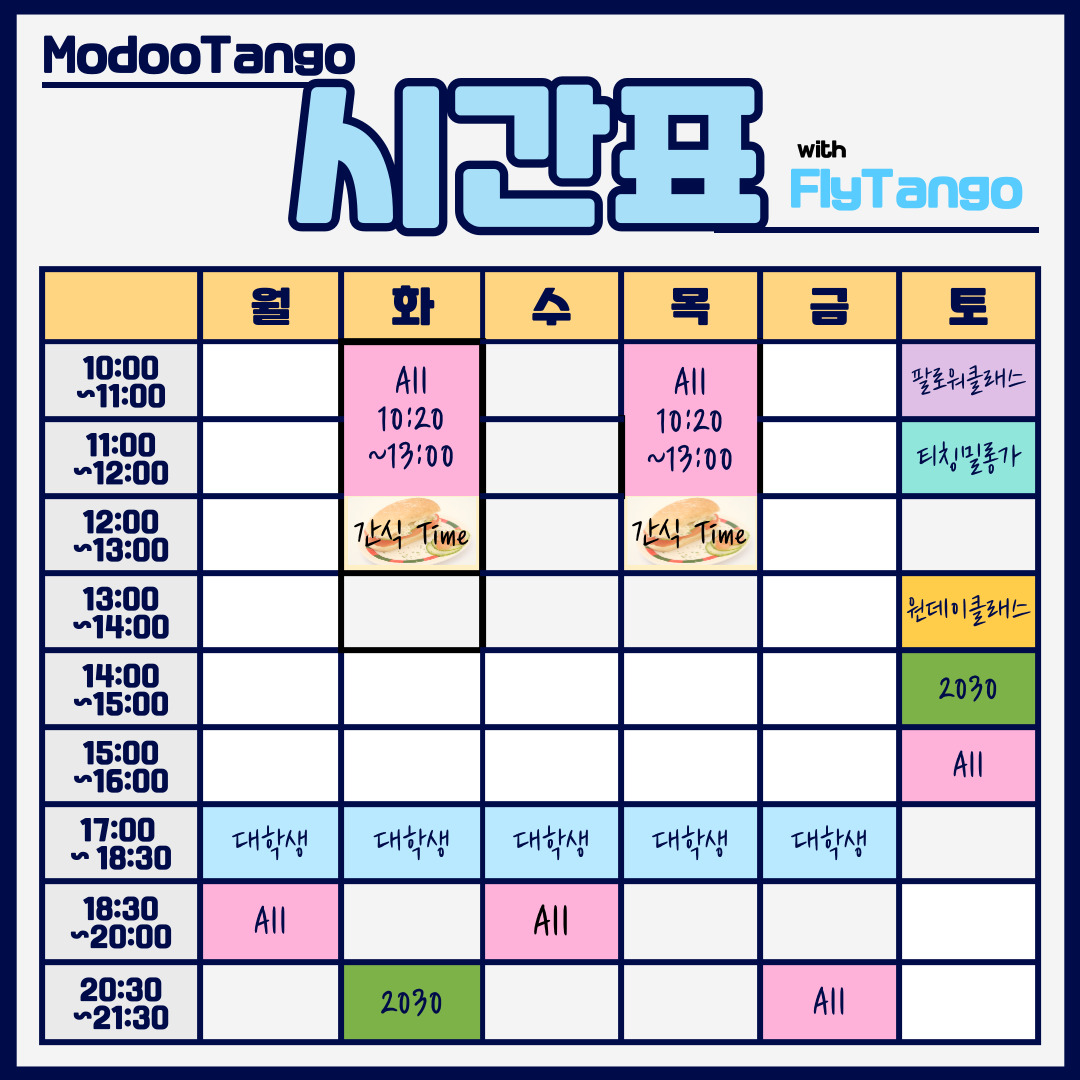 ModooTango
시간표
with
FlyTango
월 화 수 목 금 토
10:00
~11:00
All
10:20
~13:00
All
10:20
~13:00
팔로워클래스
11:00
~12:00
티칭밀롱가
12:00
~13:00
간식 Time
간식 Time
13:00
~14:00
원데이클래스
14:00
~15:00
2030
15:00
~16:00
All
17:00
~ 18:30
대학생 대학생 대학생 대학생 대학생
18:30
~20:00
All All
20:30
~21:30
2030 All